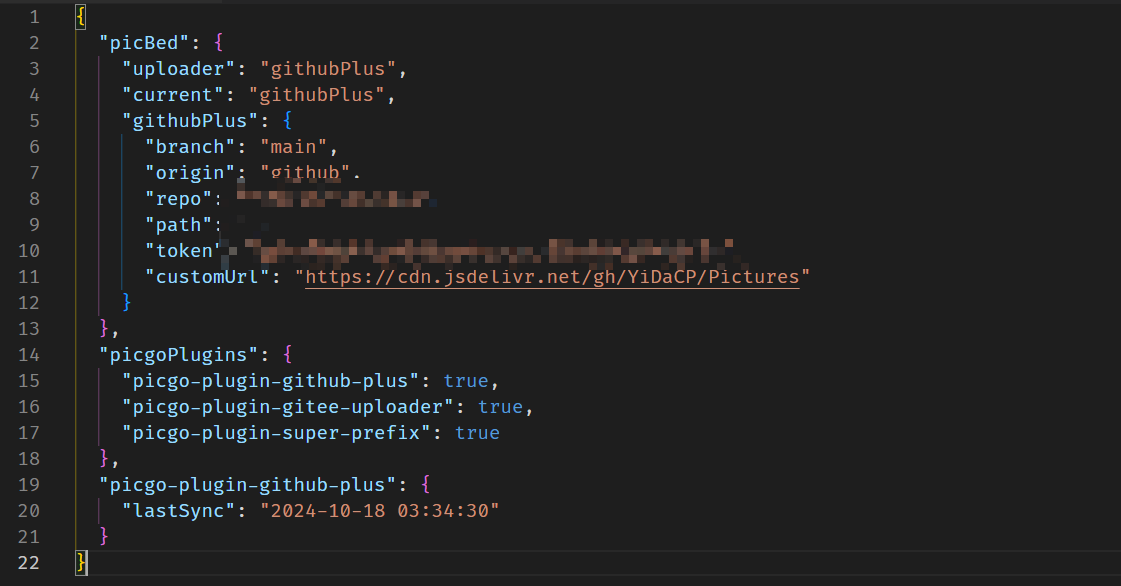 1 {
2 "picBed": {
3 "uploader": "githubPlus",
4 "current": "githubPlus",
5 "githubPlus": {
6 "branch": "main",
7 "origin": "github",
8 "repo":
9 "path":
10 "token"
11 "customUrl": "https://cdn.jsdelivr.net/gh/YiDaCP/Pictures"
12 }
13 },
14 "picgoPlugins": {
15 "picgo-plugin-github-plus": true,
16 "picgo-plugin-gitee-uploader": true,
17 "picgo-plugin-super-prefix": true
18 },
19 "picgo-plugin-github-plus": {
20 "lastSync": "2024-10-18 03:34:30"
21 }
22 }